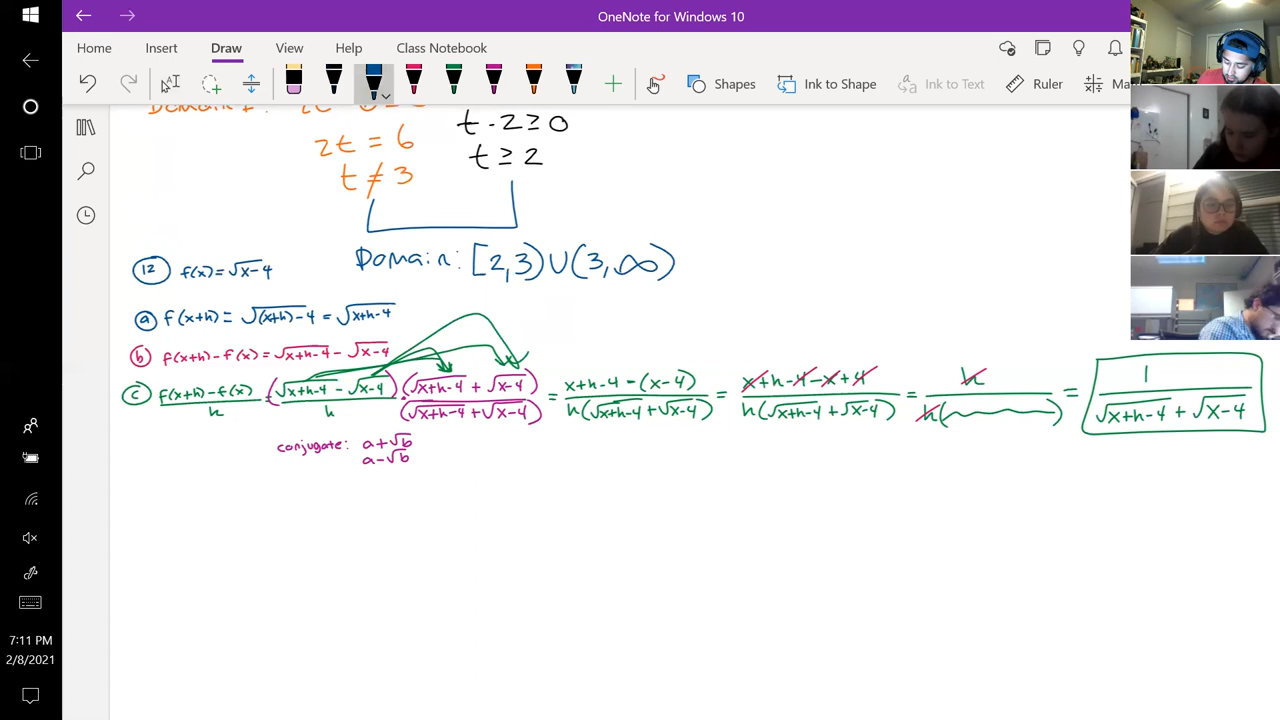 OneNote for Windows 10
Home Insert Draw View Help Class Notebook
Shapes Ink to Shape Ink to Text Ruler Math
t - 2 ≥ 0
2t = 6
t ≥ 2
t ≠ 3
Domain: [2,3)∪(3,∞)
12 f(x)=√x-4
a f(x+h)= √(x+h)-4 = √x+h-4
b f(x+h)-f(x)= √x+h-4 - √x-4
c f(x+h)-f(x)/h = (√x+h-4 - √x-4)/h · (√x+h-4 + √x-4)/(√x+h-4 + √x-4) = x+h-4-(x-4)/h(√x+h-4 + √x-4) = x+h-4-x+4/h(√x+h-4 + √x-4) = h/h( ) = 1/√x+h-4 + √x-4
conjugate: a+√b
a-√b
7:11 PM
2/8/2021